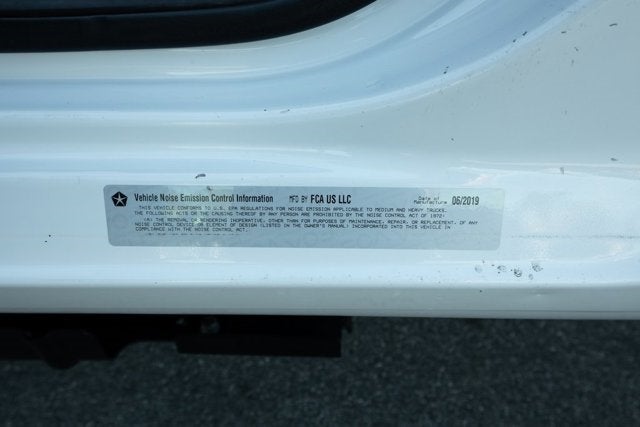 Vehicle Noise Emission Control Information MFD BY FCA US LLC Date of Manufacture 06/2019
THIS VEHICLE CONFORMS TO U.S. EPA REGULATIONS FOR NOISE EMISSION APPLICABLE TO MEDIUM AND HEAVY TRUCKS.
THE FOLLOWING ACTS OR THE CAUSING THEREOF BY ANY PERSON ARE PROHIBITED BY THE NOISE CONTROL ACT OF 1972:
(A) THE REMOVAL OR RENDERING INOPERATIVE, OTHER THAN FOR PURPOSES OF MAINTENANCE, REPAIR, OR REPLACEMENT, OF ANY
NOISE CONTROL DEVICE OR ELEMENT OF DESIGN (LISTED IN THE OWNER'S MANUAL) INCORPORATED INTO THIS VEHICLE IN
COMPLIANCE WITH THE NOISE CONTROL ACT;